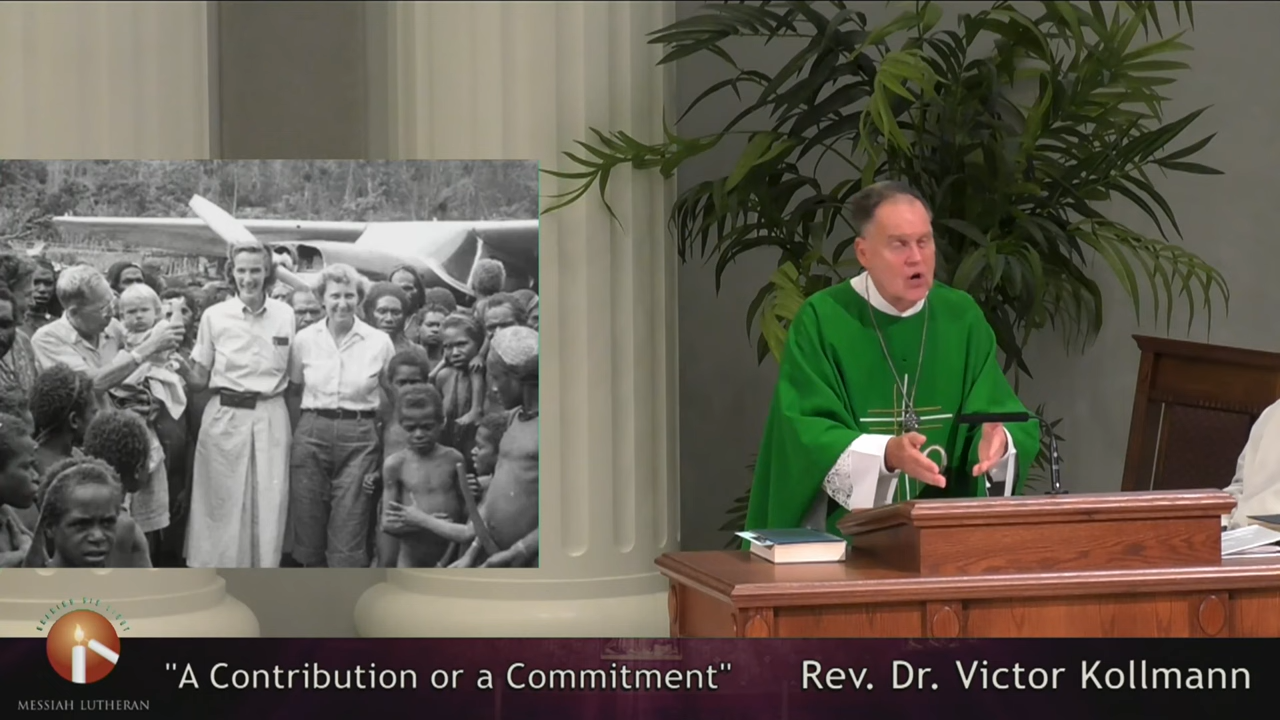 "A Contribution or a Commitment"
Rev. Dr. Victor Kollmann
MESSIAH LUTHERAN